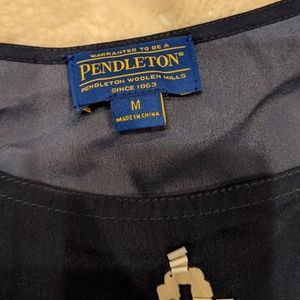 WARRANTED TO BE A
PENDLETON®
PENDLETON WOOLEN MILLS
SINCE 1863
M
MADE IN CHINA